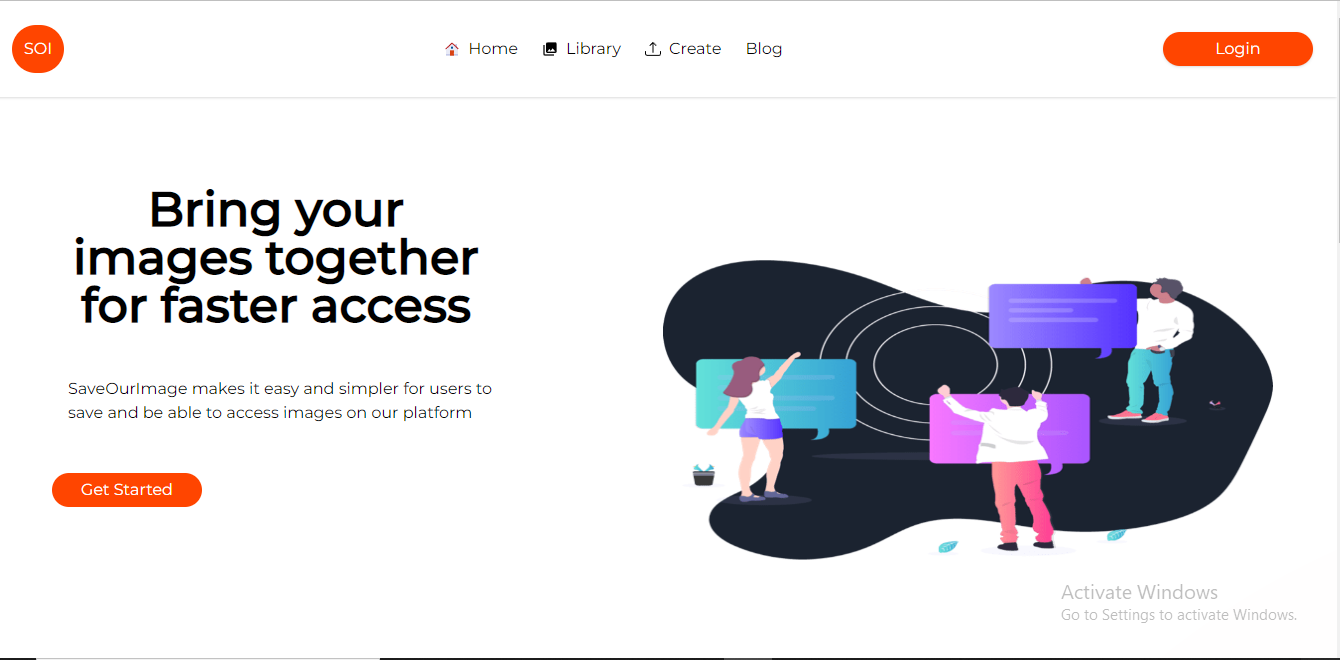 SOI
Home
Library
Create
Blog
Login
Bring your
images together
for faster access
SaveOurImage makes it easy and simpler for users to
save and be able to access images on our platform
Get Started
Activate Windows
Go to Settings to activate Windows.